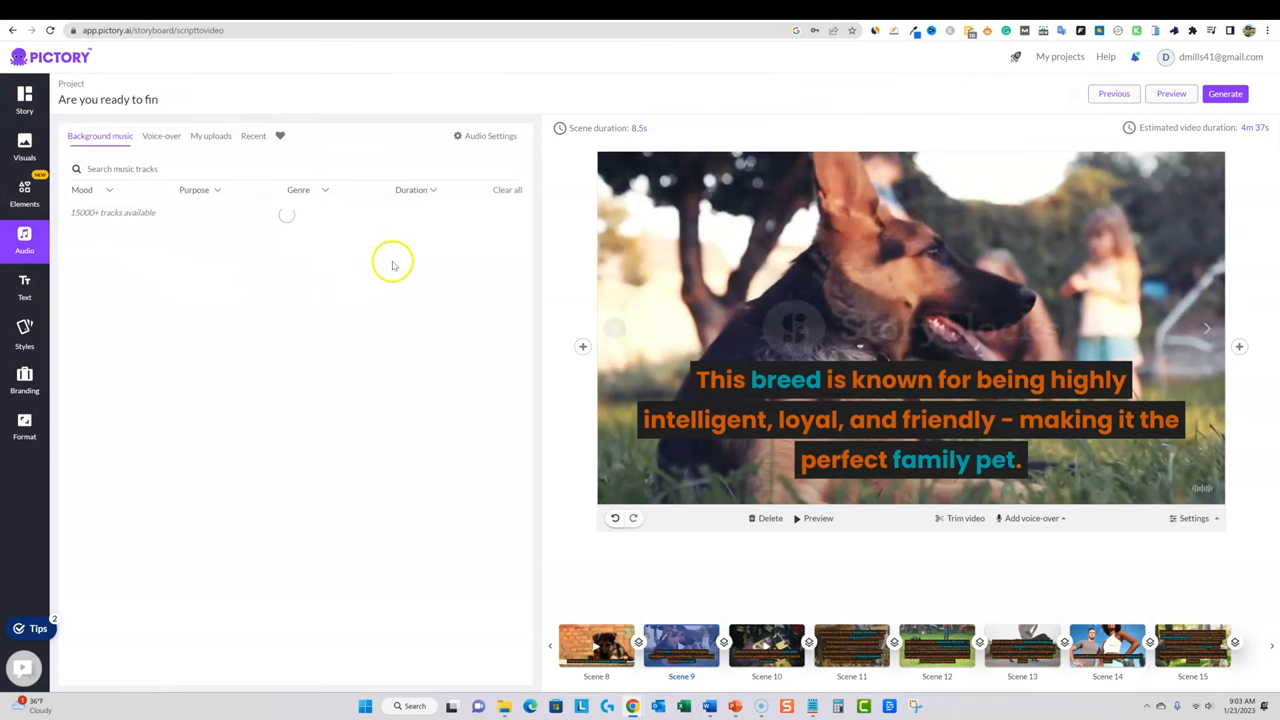 app.pictory.ai/storyboard/scripttovideo
PICTORY
My projects
Help
D
dmills41@gmail.com
Project
Are you ready to fin
Previous
Preview
Generate
Story
Visuals
NEW
Elements
Audio
Text
Styles
Branding
Format
Background music
Voice-over
My uploads
Recent
Audio Settings
Search music tracks
Mood
Purpose
Genre
Duration
Clear all
15000+ tracks available
Scene duration: 8.5s
Estimated video duration: 4m 37s
This breed is known for being highly
intelligent, loyal, and friendly - making it the
perfect family pet.
Delete
Preview
Trim video
Add voice-over
Settings
Scene 8
Scene 9
Scene 10
Scene 11
Scene 12
Scene 13
Scene 14
Scene 15
2
Tips
1
36°F
Cloudy
Search
9:03 AM
1/23/2023